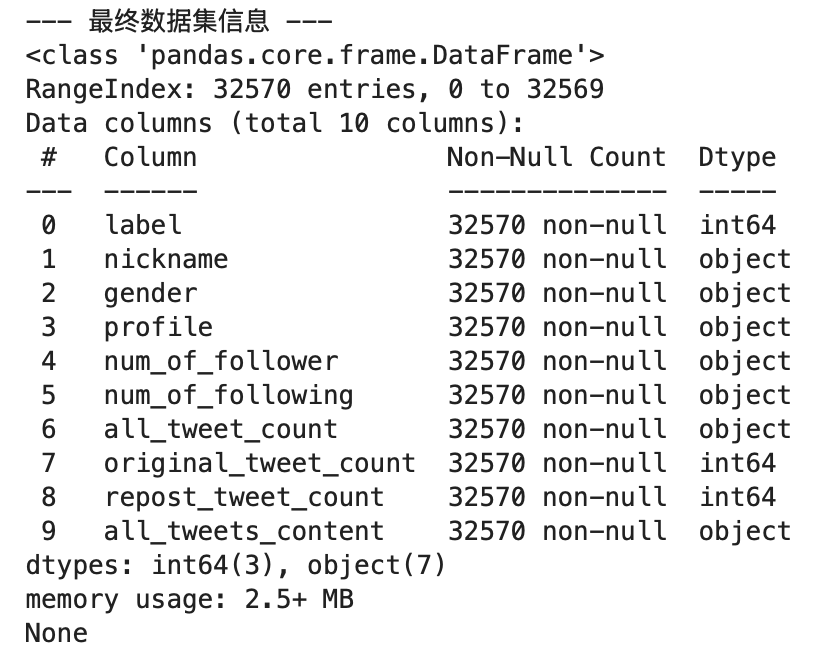 --- 最终数据集信息 ---
<class 'pandas.core.frame.DataFrame'>
RangeIndex: 32570 entries, 0 to 32569
Data columns (total 10 columns):
 #   Column                Non-Null Count  Dtype
---  ------                --------------  -----
 0   label                 32570 non-null  int64
 1   nickname              32570 non-null  object
 2   gender                32570 non-null  object
 3   profile               32570 non-null  object
 4   num_of_follower       32570 non-null  object
 5   num_of_following      32570 non-null  object
 6   all_tweet_count       32570 non-null  object
 7   original_tweet_count  32570 non-null  int64
 8   repost_tweet_count    32570 non-null  int64
 9   all_tweets_content    32570 non-null  object
dtypes: int64(3), object(7)
memory usage: 2.5+ MB
None